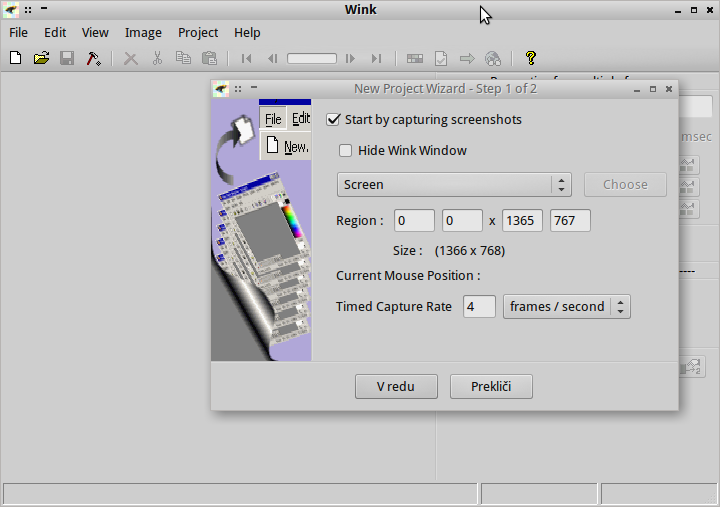 Wink
File Edit View Image Project Help
New Project Wizard - Step 1 of 2
File Edit
New.
Start by capturing screenshots
Hide Wink Window
msec
Screen
Choose
Region : 0 0 x 1365 767
Size : (1366 x 768)
Current Mouse Position :
Timed Capture Rate 4 frames / second
V redu
Prekliči